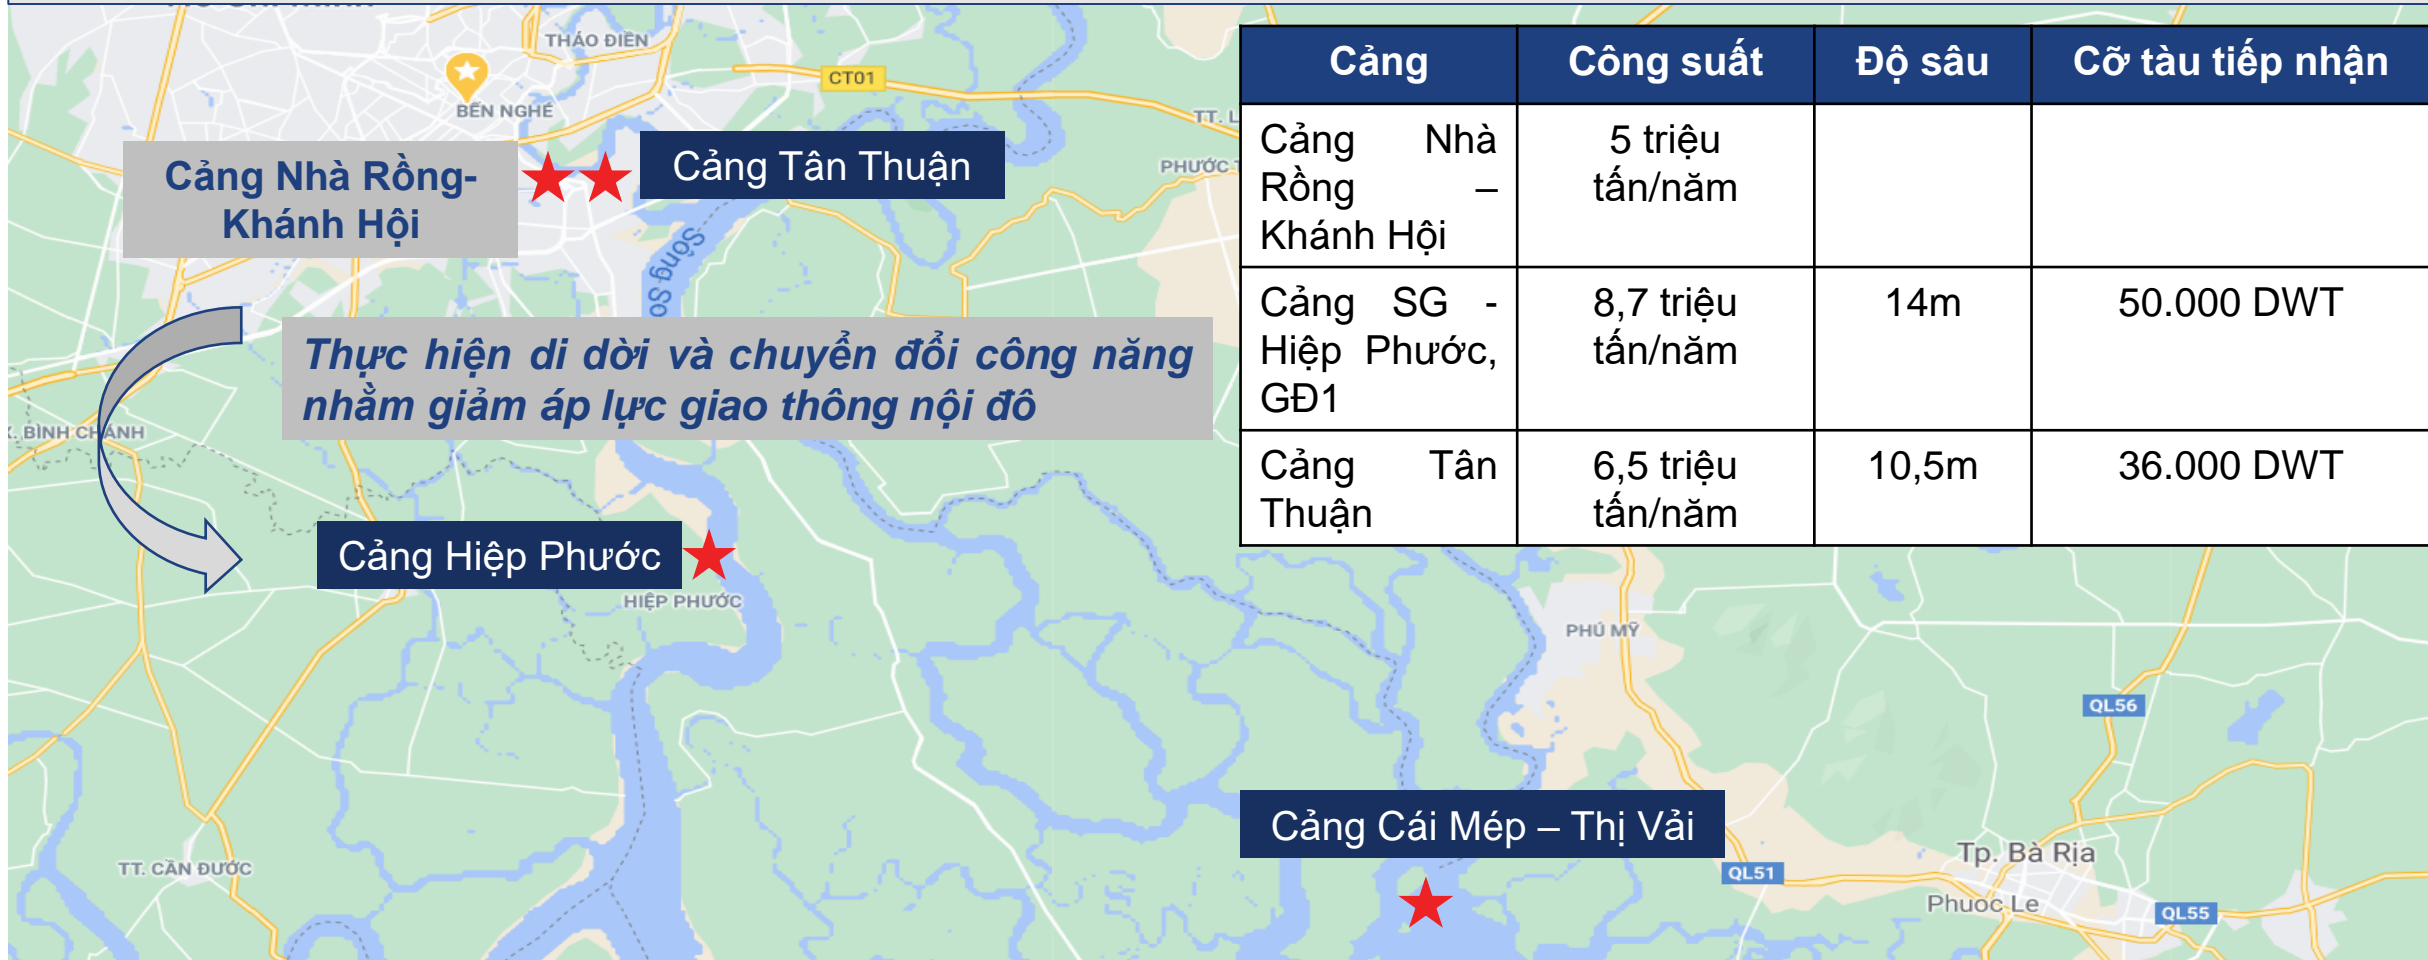 THẢO ĐIỀN
CT01
BẾN NGHÉ
Cảng Nhà Rồng-
Khánh Hội
Cảng Tân Thuận
Thực hiện di dời và chuyển đổi công năng
nhằm giảm áp lực giao thông nội đô
BÌNH CHÁNH
Cảng Hiệp Phước
HIỆP PHƯỚC
TT. CẦN ĐƯỚC
Cảng Công suất Độ sâu Cỡ tàu tiếp nhận
Cảng Nhà
Rồng –
Khánh Hội
5 triệu
tấn/năm
Cảng SG -
Hiệp Phước,
GĐ1
8,7 triệu
tấn/năm
14m
50.000 DWT
Cảng Tân
Thuận
6,5 triệu
tấn/năm
10,5m
36.000 DWT
TT.
PHƯỚC
Sông
PHÚ MỸ
QL56
Cảng Cái Mép – Thị Vải
QL51
Tp. Bà Rịa
Phuoc Le
QL55